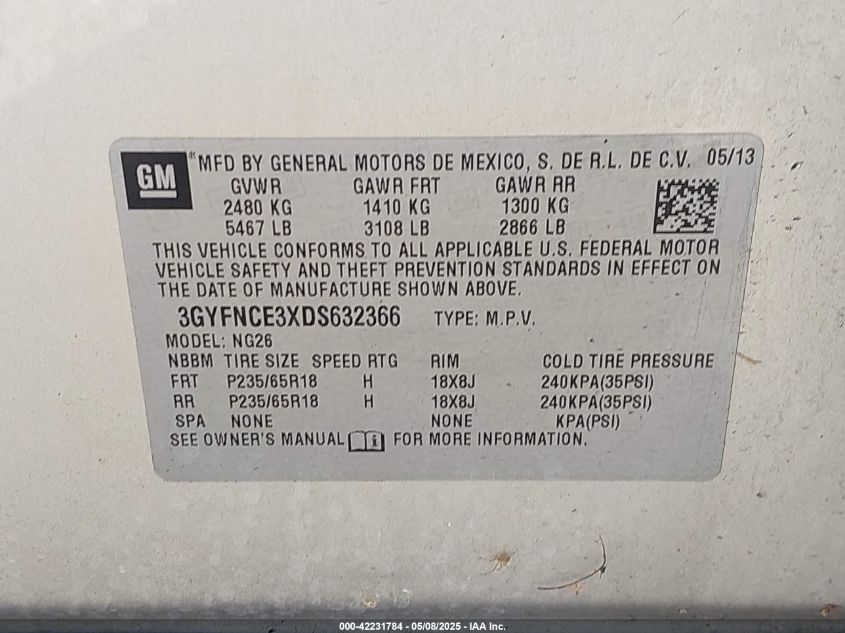 GM
® MFD BY GENERAL MOTORS DE MEXICO, S. DE R.L. DE C.V. 05/13
GVWR GAWR FRT GAWR RR
2480 KG 1410 KG 1300 KG
5467 LB 3108 LB 2866 LB
THIS VEHICLE CONFORMS TO ALL APPLICABLE U.S. FEDERAL MOTOR
VEHICLE SAFETY AND THEFT PREVENTION STANDARDS IN EFFECT ON
THE DATE OF MANUFACTURE SHOWN ABOVE.
3GYFNCE3XDS632366 TYPE: M.P.V.
MODEL: NG26
NBBM TIRE SIZE SPEED RTG RIM COLD TIRE PRESSURE
FRT P235/65R18 H 18X8J 240KPA(35PSI)
RR P235/65R18 H 18X8J 240KPA(35PSI)
SPA NONE NONE KPA(PSI)
SEE OWNER'S MANUAL FOR MORE INFORMATION.
000-42231784 - 05/08/2025 - IAA Inc.